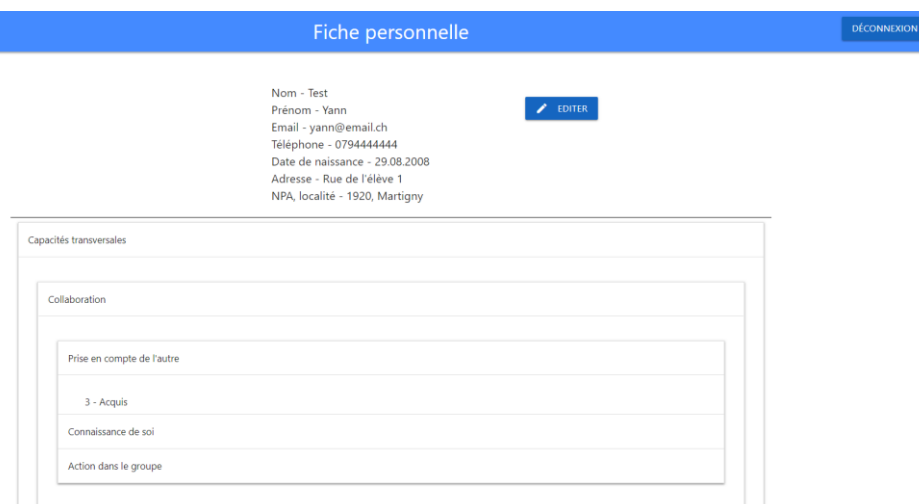 Fiche personnelle
DÉCONNEXION
Nom - Test
Prénom - Yann
EDITER
Email - yann@email.ch
Téléphone - 0794444444
Date de naissance - 29.08.2008
Adresse - Rue de l'élève 1
NPA, localité - 1920, Martigny
Capacités transversales
Collaboration
Prise en compte de l'autre
3 - Acquis
Connaissance de soi
Action dans le groupe